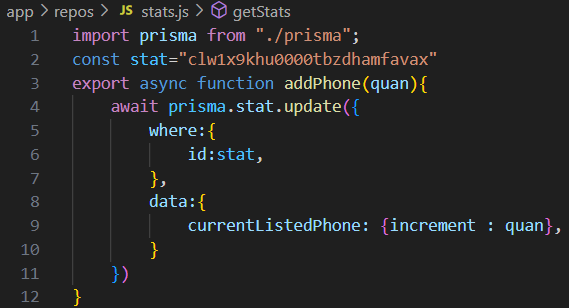 app > repos > JS stats.js > getStats
1 import prisma from "./prisma";
2 const stat="clw1x9khu0000tbzdhamfavax"
3 export async function addPhone(quan){
4     await prisma.stat.update({
5         where:{
6             id:stat,
7         },
8         data:{
9             currentListedPhone: {increment : quan},
10         }
11     })
12 }